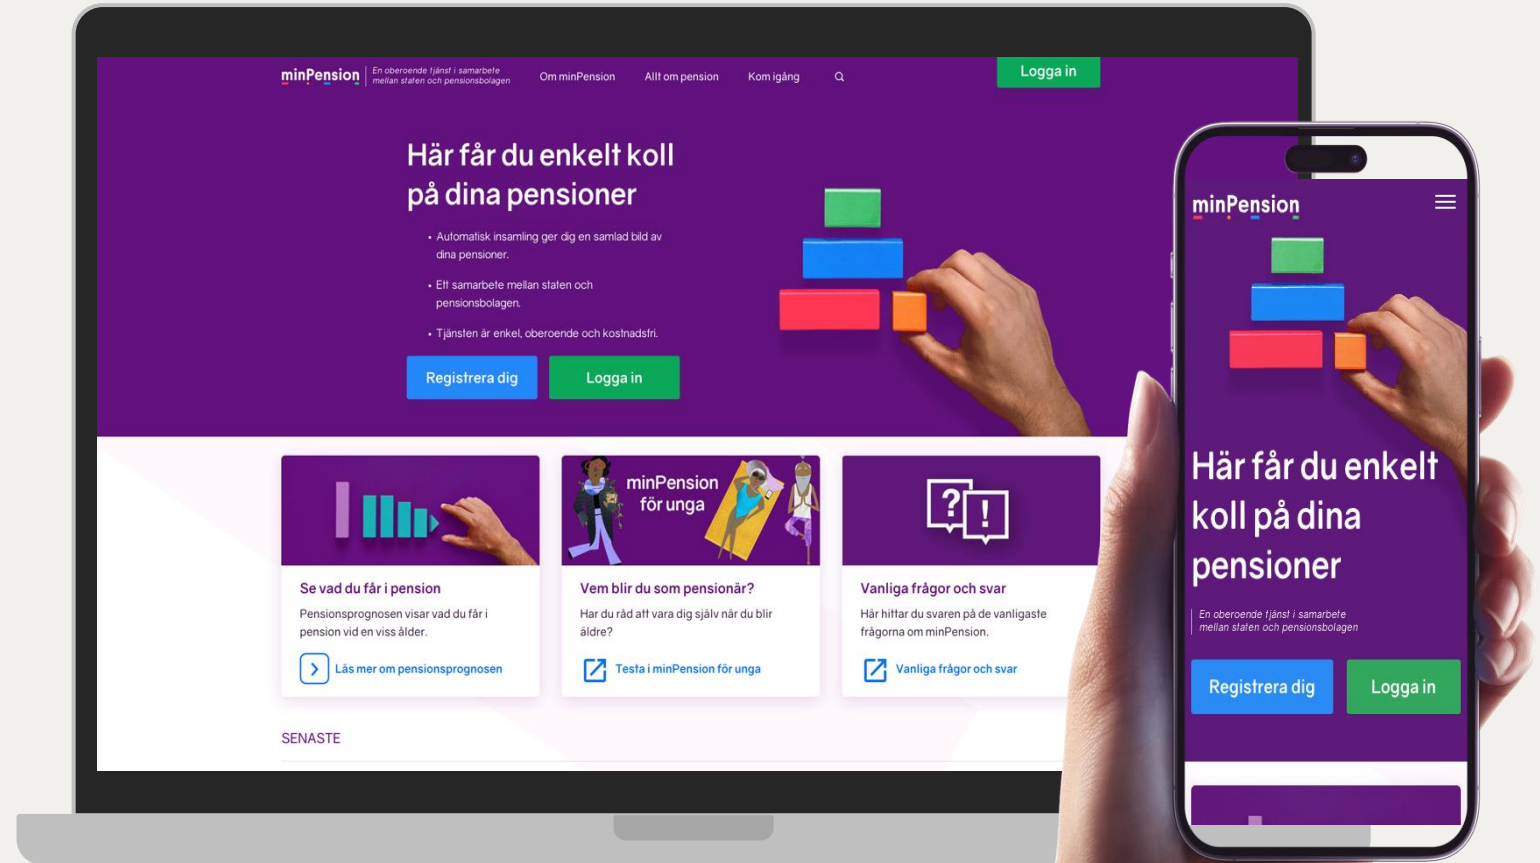 minPension
En oberoende tjänst i samarbete
mellan staten och pensionsbolagen
Om minPension
Allt om pension
Kom igång
Logga in
Här får du enkelt koll
på dina pensioner
• Automatisk insamling ger dig en samlad bild av
dina pensioner.
• Ett samarbete mellan staten och
pensionsbolagen.
• Tjänsten är enkel, oberoende och kostnadsfri.
Registrera dig
Logga in
Se vad du får i pension
Pensionsprognosen visar vad du får i
pension vid en viss ålder.
Läs mer om pensionsprognosen
minPension
för unga
Vem blir du som pensionär?
Har du råd att vara dig själv när du blir
äldre?
Testa i minPension för unga
?!
Vanliga frågor och svar
Här hittar du svaren på de vanligaste
frågorna om minPension.
Vanliga frågor och svar
SENASTE
minPension
Här får du enkelt
koll på dina
pensioner
En oberoende tjänst i samarbete
mellan staten och pensionsbolagen
Registrera dig
Logga in